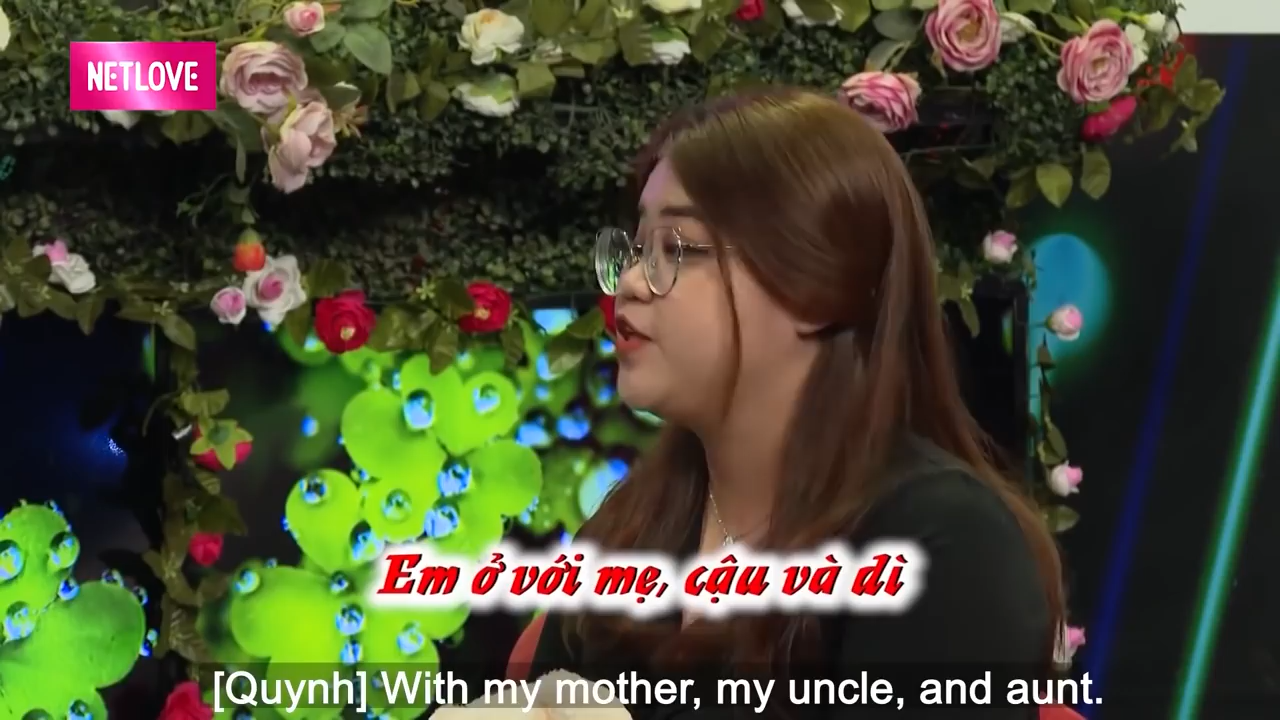 NETLOVE
Em ở với mẹ, cậu và dì
[Quynh] With my mother, my uncle, and aunt.